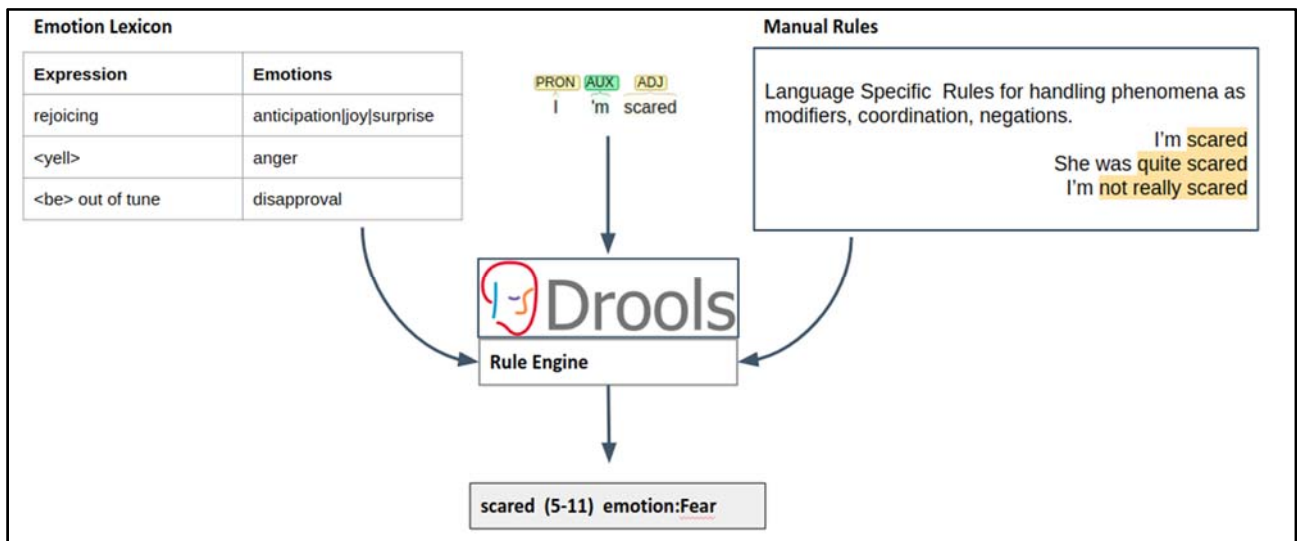 Emotion Lexicon
Expression Emotions
rejoicing anticipation|joy|surprise
<yell> anger
<be> out of tune disapproval
PRON AUX ADJ
I 'm scared
Manual Rules
Language Specific Rules for handling phenomena as
modifiers, coordination, negations.
I'm scared
She was quite scared
I'm not really scared
Drools
Rule Engine
scared (5-11) emotion:Fear